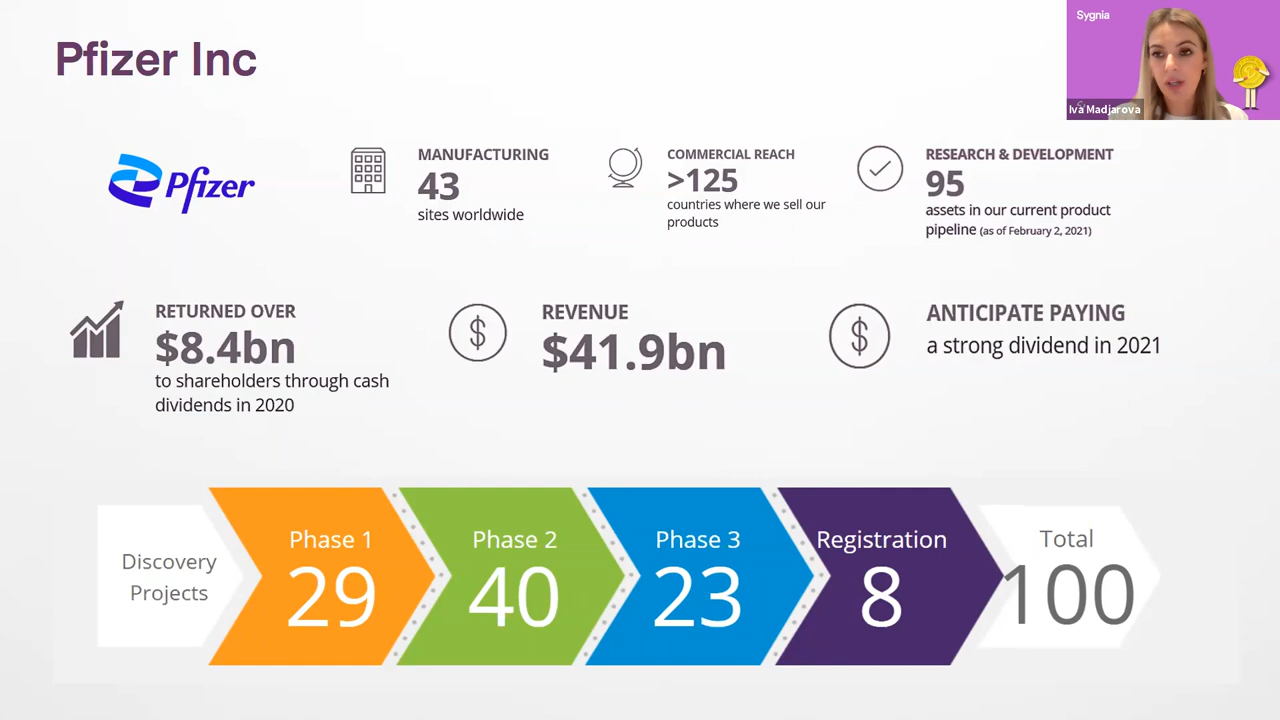 Pfizer Inc
Sygnia
Iva Madjarova
Pfizer
MANUFACTURING
43
sites worldwide
COMMERCIAL REACH
>125
countries where we sell our
products
RESEARCH & DEVELOPMENT
95
assets in our current product
pipeline (as of February 2, 2021)
RETURNED OVER
$8.4bn
to shareholders through cash
dividends in 2020
REVENUE
$41.9bn
ANTICIPATE PAYING
a strong dividend in 2021
Discovery
Projects
Phase 1
29
Phase 2
40
Phase 3
23
Registration
8
Total
100